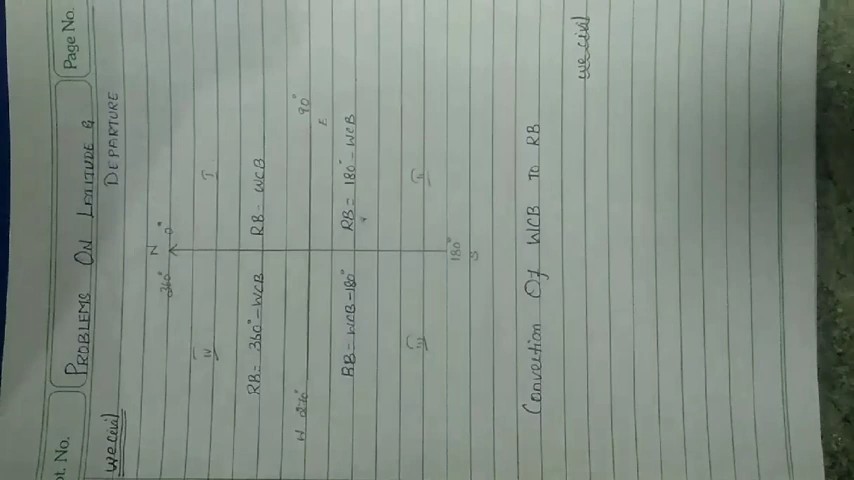 pt. No.
Page No.
PROBLEMS ON LATITUDE &
DEPARTURE
we civil
N
360° 0°
IV I
RB = 360° - WCB RB = WCB
W 270° 90°
E
RB = WCB - 180° RB = 180° - WCB
III II
180°
S
Convertion Of WCB TO RB
we civil